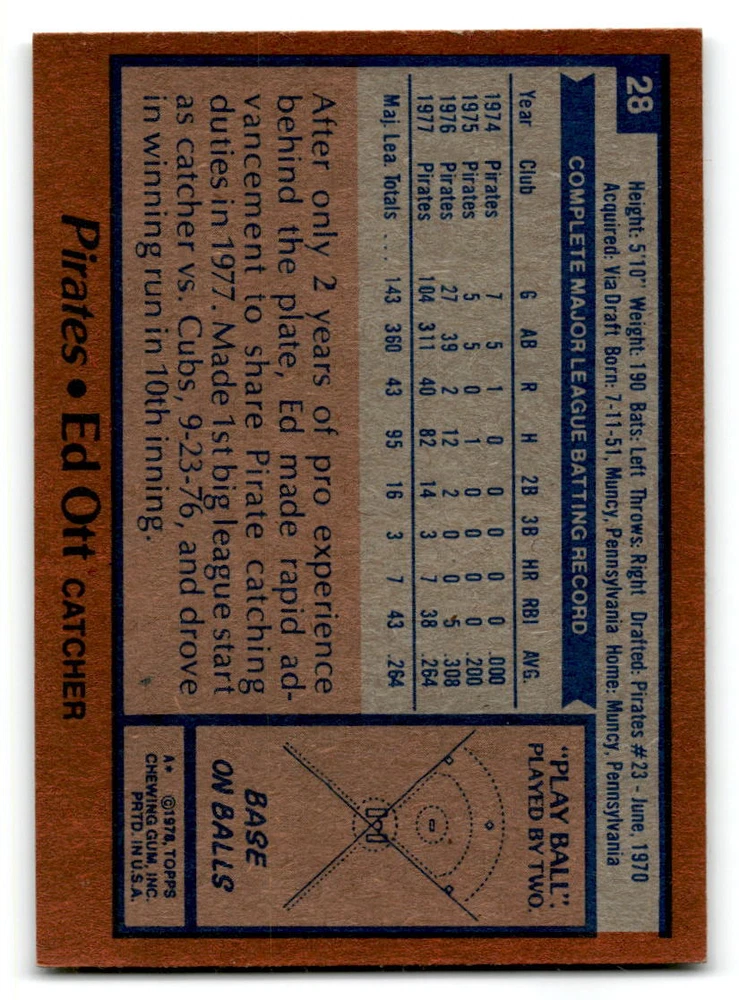 28
Height: 5'10" Weight: 190 Bats: Left Throws: Right Drafted: Pirates #23 - June, 1970
Acquired: Via Draft Born: 7-11-51, Muncy, Pennsylvania Home: Muncy, Pennsylvania
COMPLETE MAJOR LEAGUE BATTING RECORD
Year Club G AB R H 2B 3B HR RBI AVG.
1974 Pirates 7 5 1 0 0 0 0 0 .000
1975 Pirates 5 5 0 1 0 0 0 0 .200
1976 Pirates 27 39 2 12 2 0 0 5 .308
1977 Pirates 104 311 40 82 14 3 7 38 .264
Maj. Lea. Totals .... 143 360 43 95 16 3 7 43 .264
After only 2 years of pro experience
behind the plate, Ed made rapid ad-
vancement to share Pirate catching
duties in 1977. Made 1st big league start
as catcher vs. Cubs, 9-23-76, and drove
in winning run in 10th inning.
"PLAY BALL".
PLAYED BY TWO.
BASE
ON BALLS
A* ©1978, TOPPS
CHEWING GUM, INC.
PRTD. IN U.S.A.
Pirates • Ed Ott CATCHER